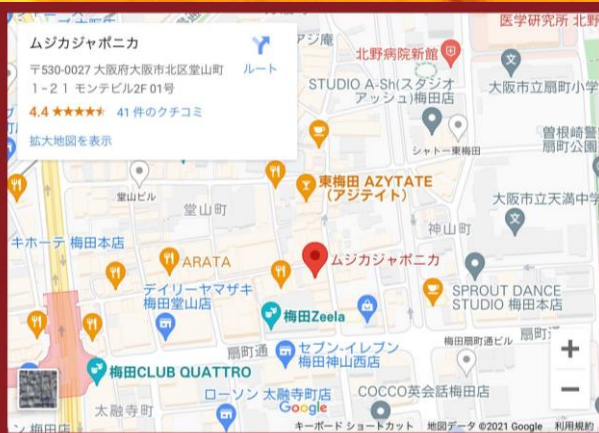 ムジカジャポニカ
〒530-0027 大阪府大阪市北区堂山町
1-21 モンテビル2F 01号
ルート
4.4 ★★★★★ 41 件のクチコミ
拡大地図を表示
アジ庵
医学研究所 北野
北野病院新館
STUDIO A-Sh(スタジオ
アッシュ)梅田店
大阪市立扇町小学
シャトー東梅田
曽根崎警
扇町公園
東梅田 AZYTATE
(アジテイト)
大阪市立天満中学
堂山ビル
堂山町
神山町
キホーテ 梅田本店
ARATA
ムジカジャポニカ
デイリーヤマザキ
梅田堂山店
SPROUT DANCE
STUDIO 梅田本店
梅田Zeela
扇町通
セブン-イレブン
梅田神山西店
梅田扇町通ビル
扇町
梅田CLUB QUATTRO
ローソン 太融寺町店
COCCO英会話梅田店
太融寺町
Google
ン 梅田店
キーボード ショートカット 地図データ ©2021 Google 利用規約